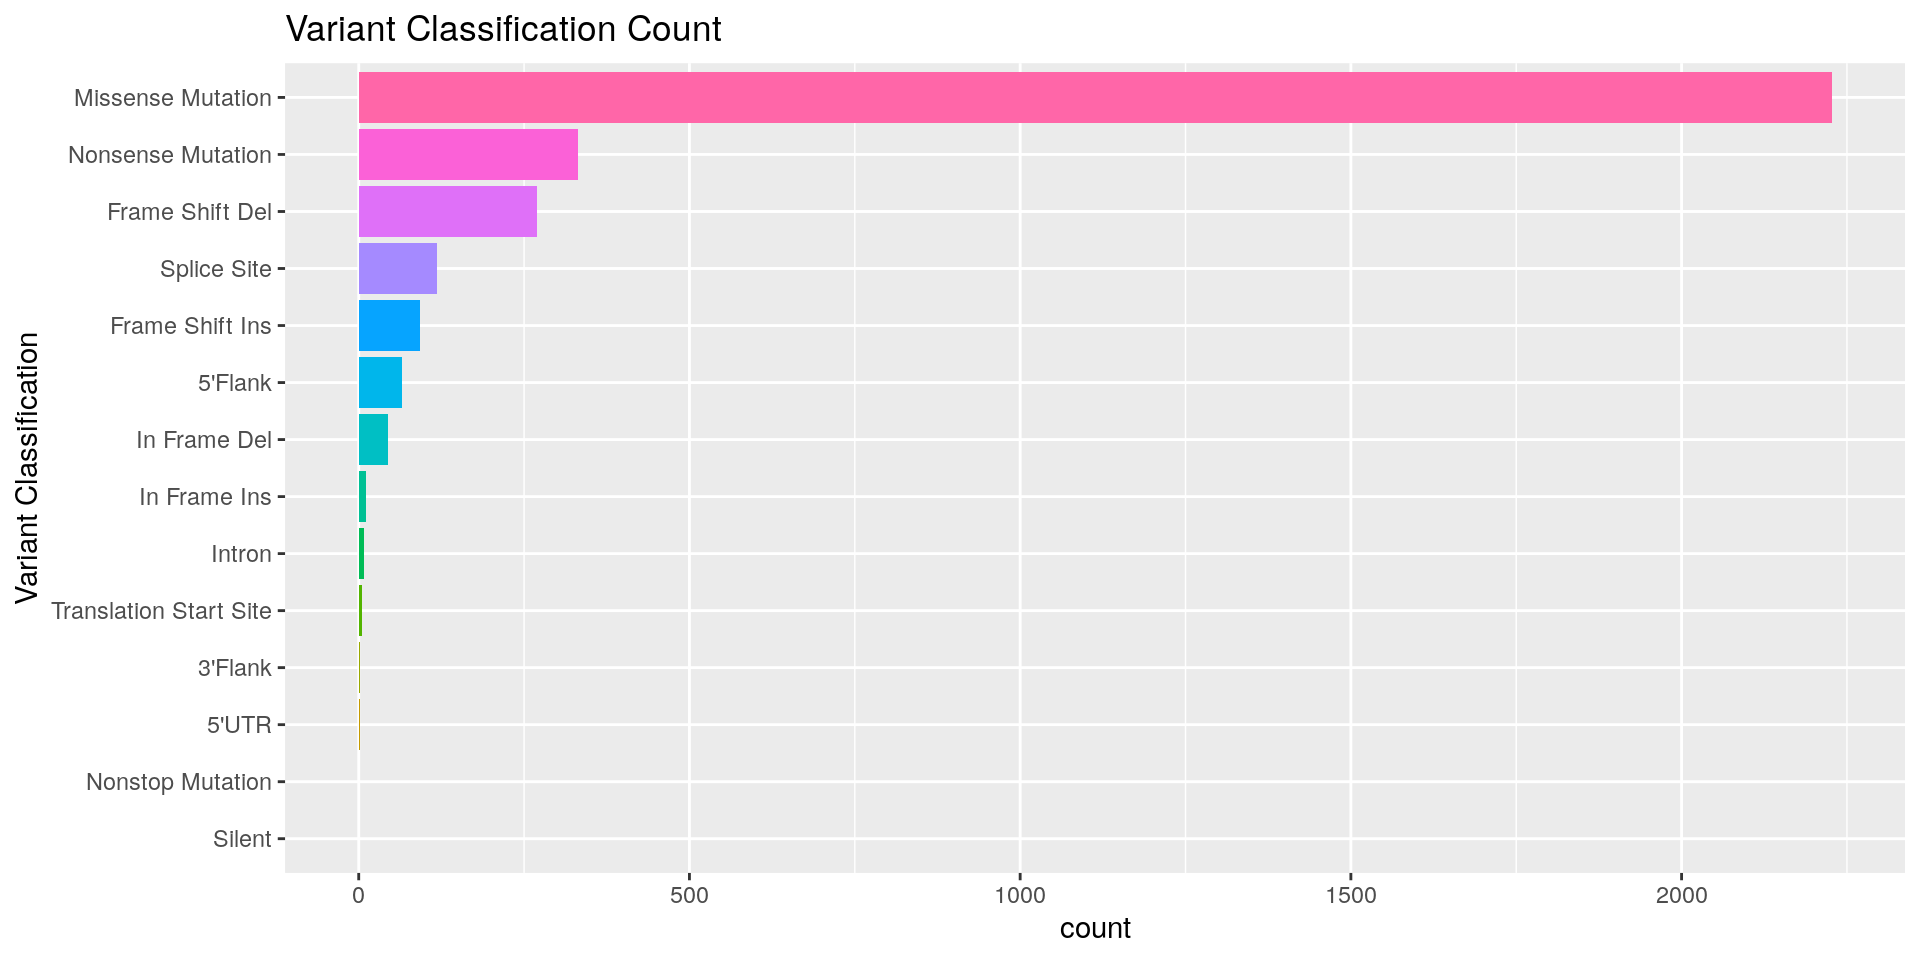 Variant Classification Count
Variant Classification
Missense Mutation
Nonsense Mutation
Frame Shift Del
Splice Site
Frame Shift Ins
5'Flank
In Frame Del
In Frame Ins
Intron
Translation Start Site
3'Flank
5'UTR
Nonstop Mutation
Silent
0 500 1000 1500 2000
count